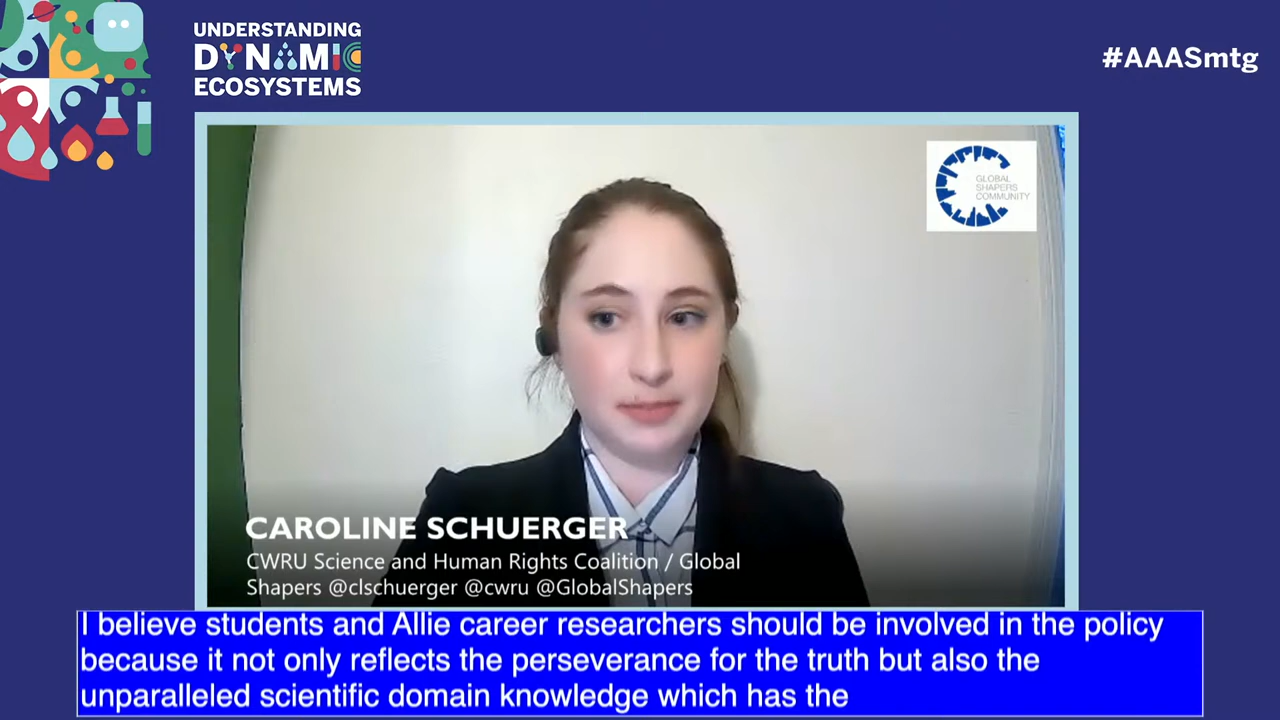 UNDERSTANDING
DYNAMIC
ECOSYSTEMS
#AAASmtg
GLOBAL
SHAPERS
COMMUNITY
CAROLINE SCHUERGER
CWRU Science and Human Rights Coalition / Global
Shapers @clschuerger @cwru @GlobalShapers
I believe students and Allie career researchers should be involved in the policy
because it not only reflects the perseverance for the truth but also the
unparalleled scientific domain knowledge which has the